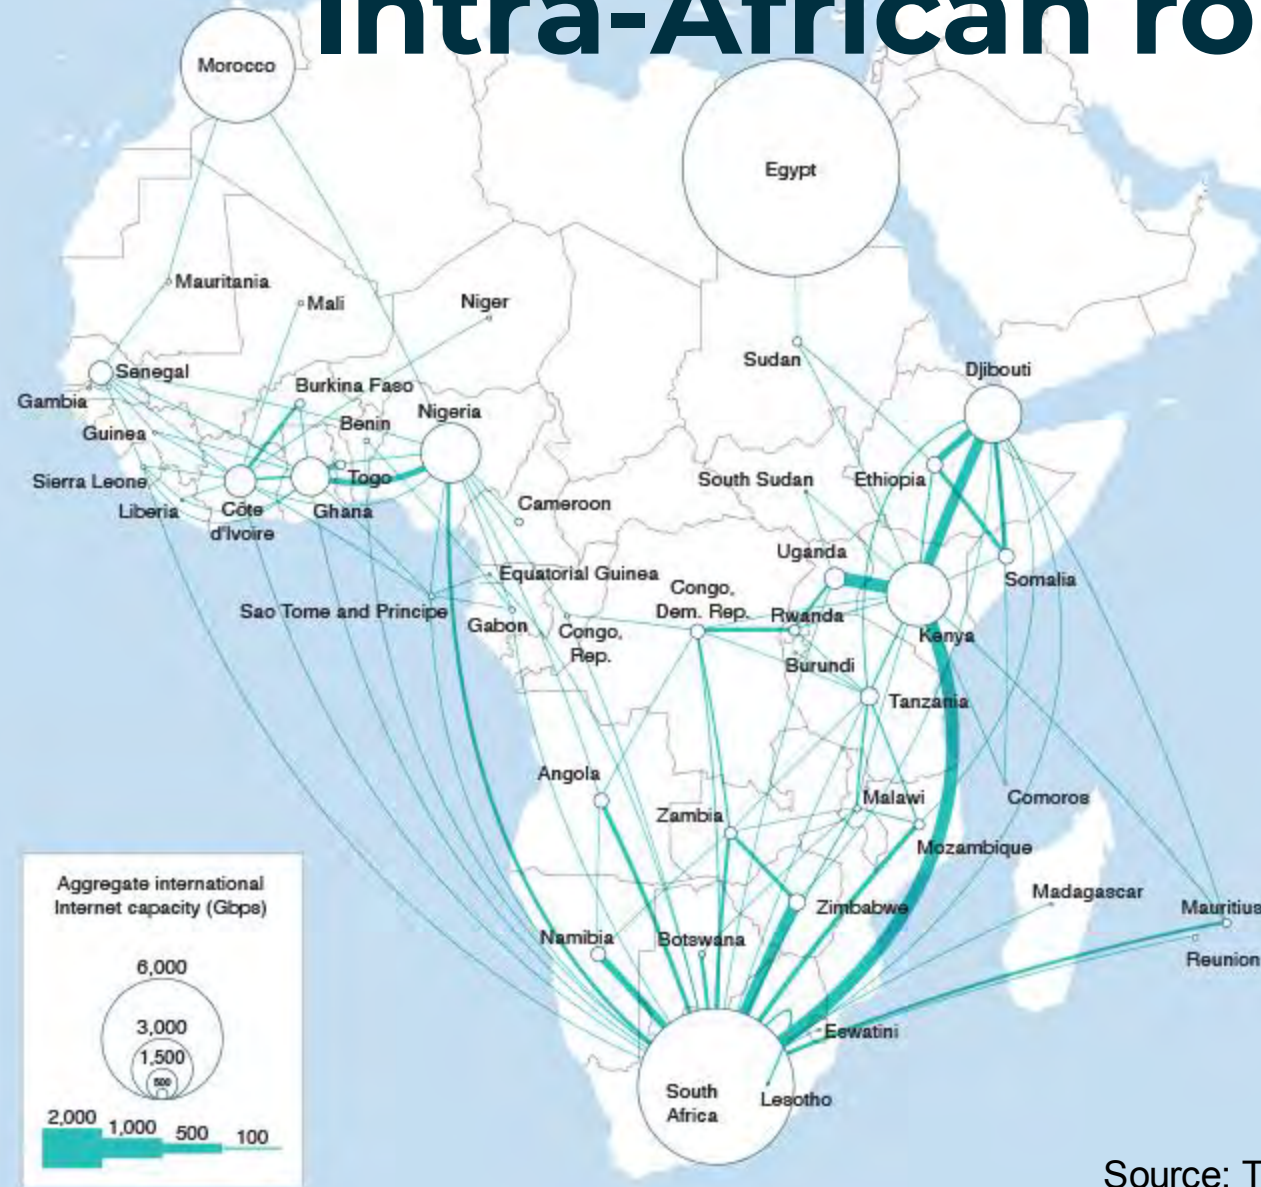 Intra-African ro
Morocco
Egypt
Mauritania
Mali
Niger
Sudan
Djibouti
Senegal
Burkina Faso
Gambia
Benin
Nigeria
Guinea
Sierra Leone
Togo
South Sudan
Ethiopia
Liberia
Côte
d'Ivoire
Ghana
Cameroon
Uganda
Somalia
Equatorial Guinea
Congo,
Dem. Rep.
Rwanda
Sao Tome and Principe
Gabon
Congo,
Rep.
Kenya
Burundi
Tanzania
Angola
Zambia
Malawi
Comoros
Mozambique
Madagascar
Mauritius
Zimbabwe
Namibia
Botswana
Reunion
Eswatini
South
Africa
Lesotho
Aggregate international
Internet capacity (Gbps)
6,000
3,000
1,500
500
2,000
1,000
500
100
Source: T